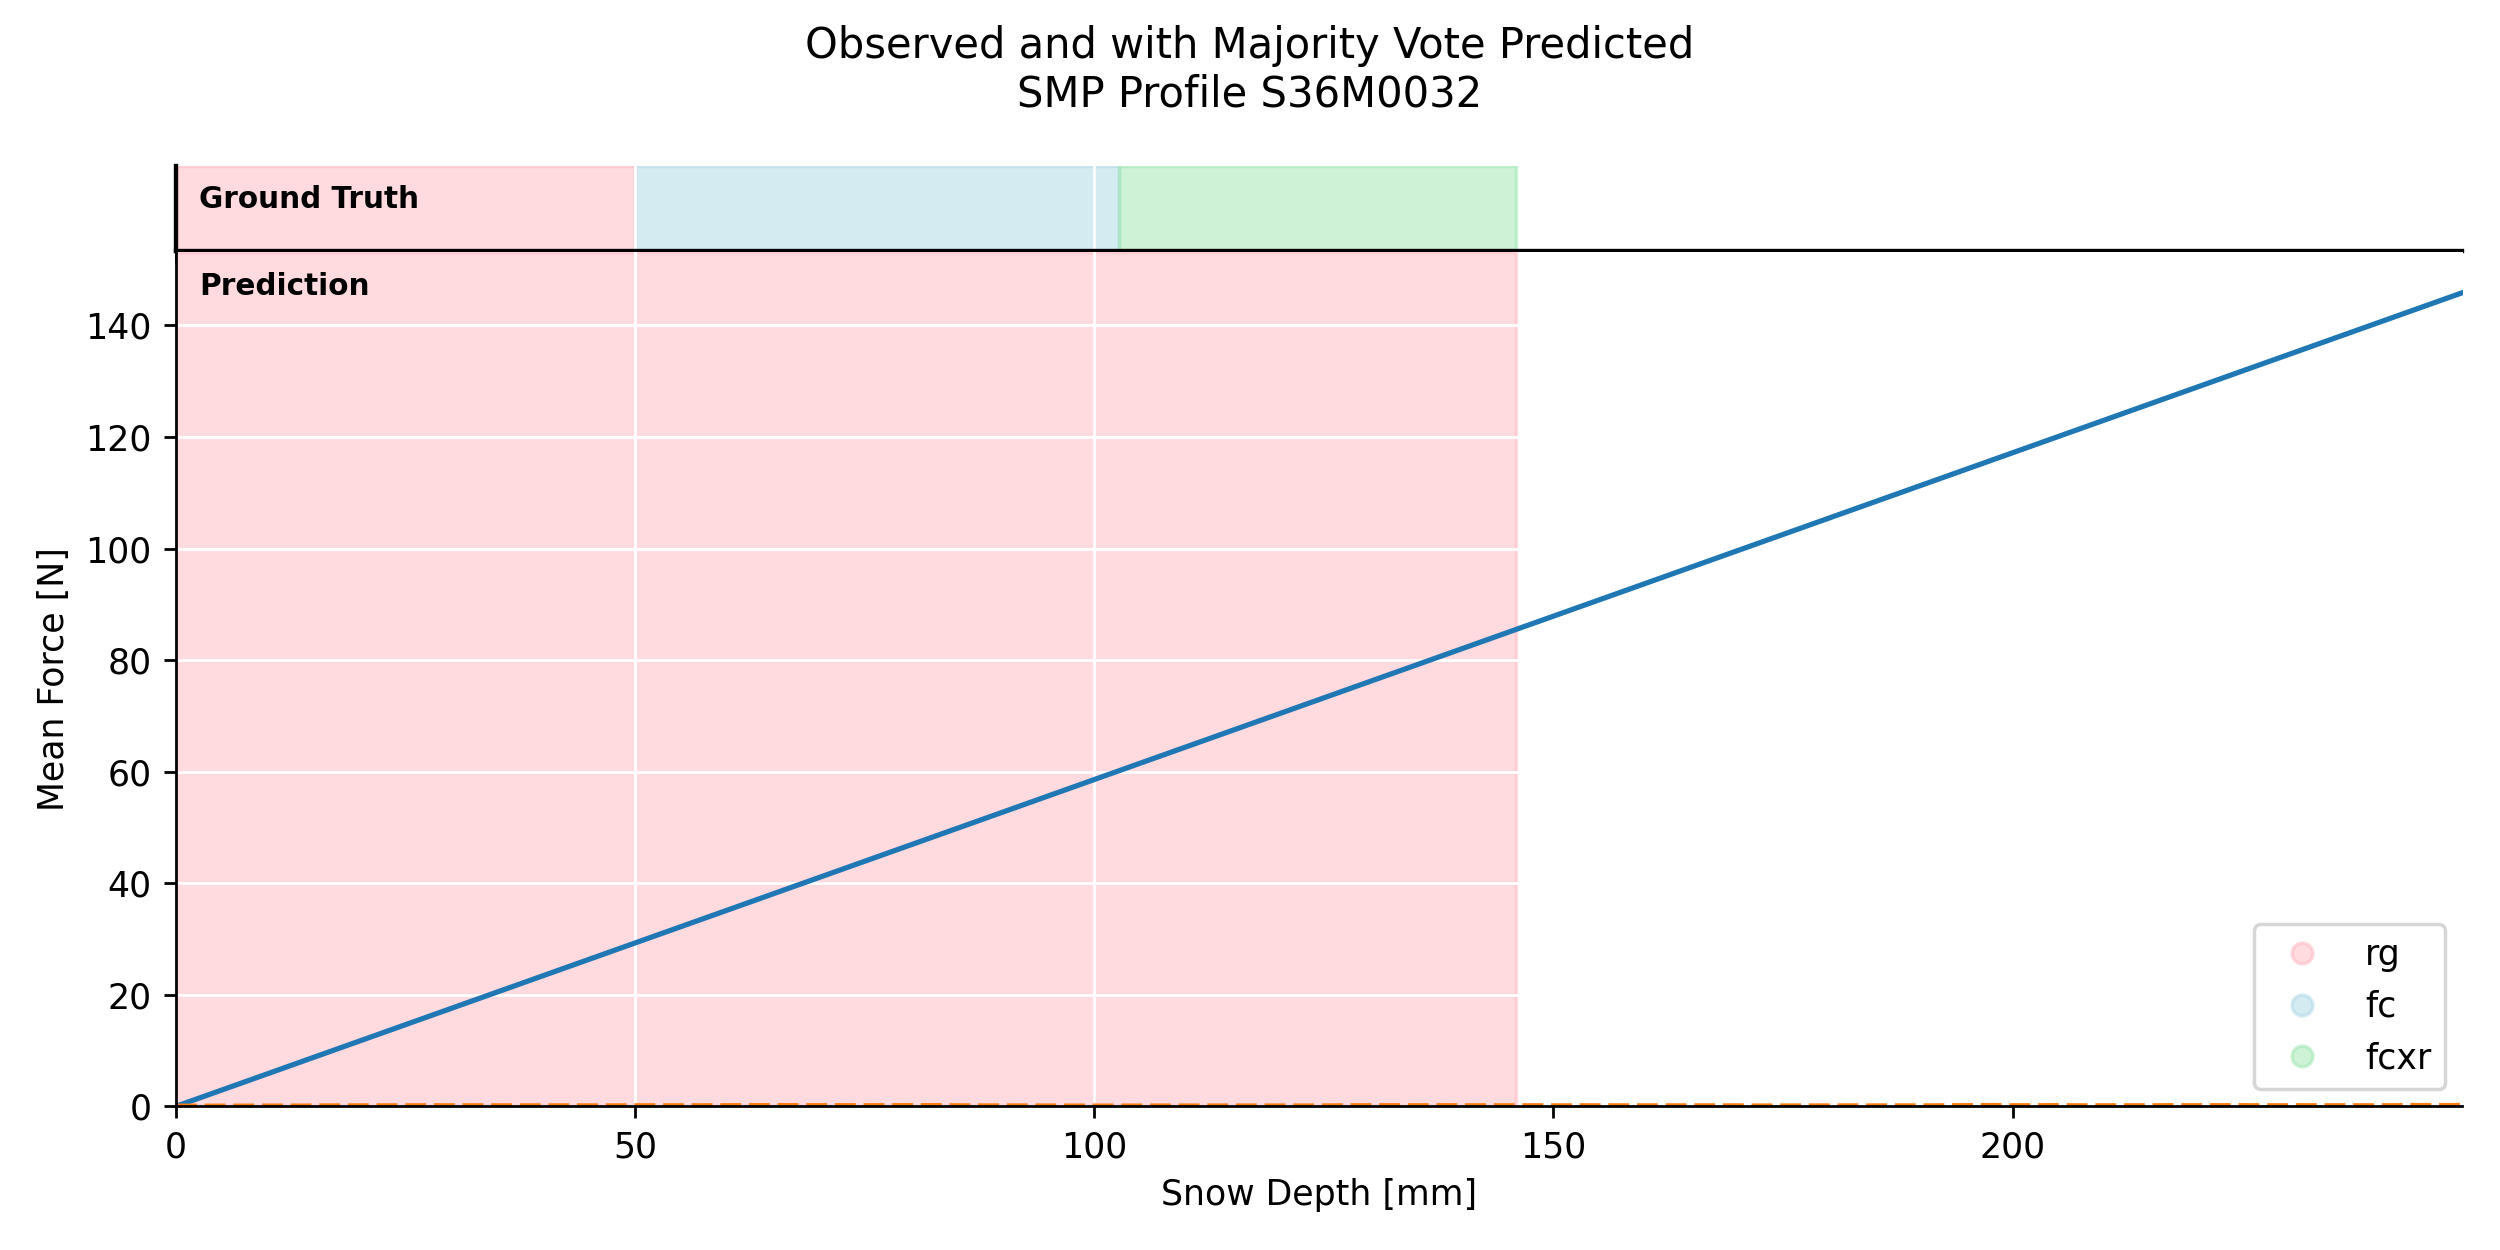 Observed and with Majority Vote Predicted
SMP Profile S36M0032
Ground Truth
Prediction
140
120
100
80
60
40
20
0
Mean Force [N]
0 50 100 150 200
Snow Depth [mm]
rg
fc
fcxr